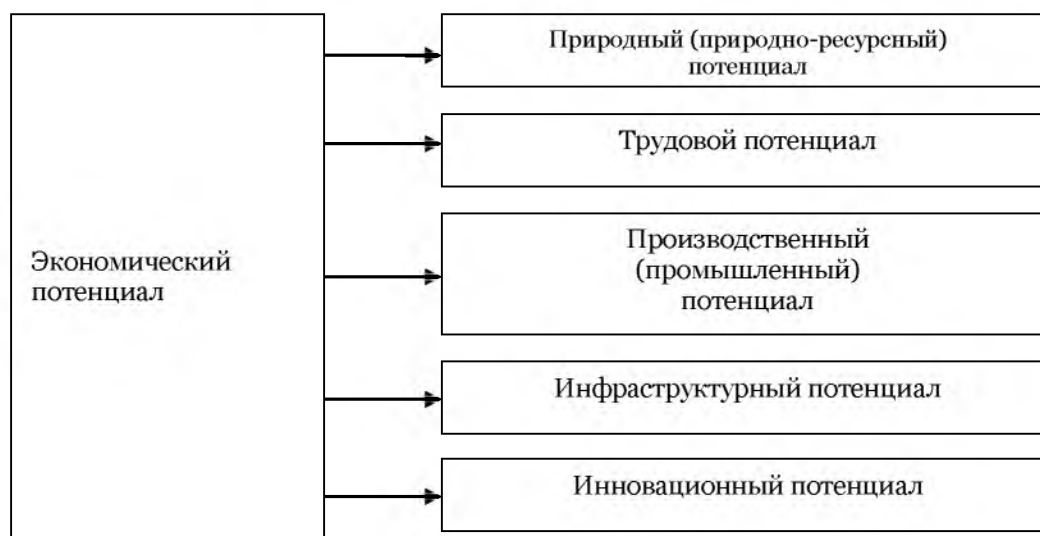 Экономический
потенциал
Природный (природно-ресурсный)
потенциал
Трудовой потенциал
Производственный
(промышленный)
потенциал
Инфраструктурный потенциал
Инновационный потенциал